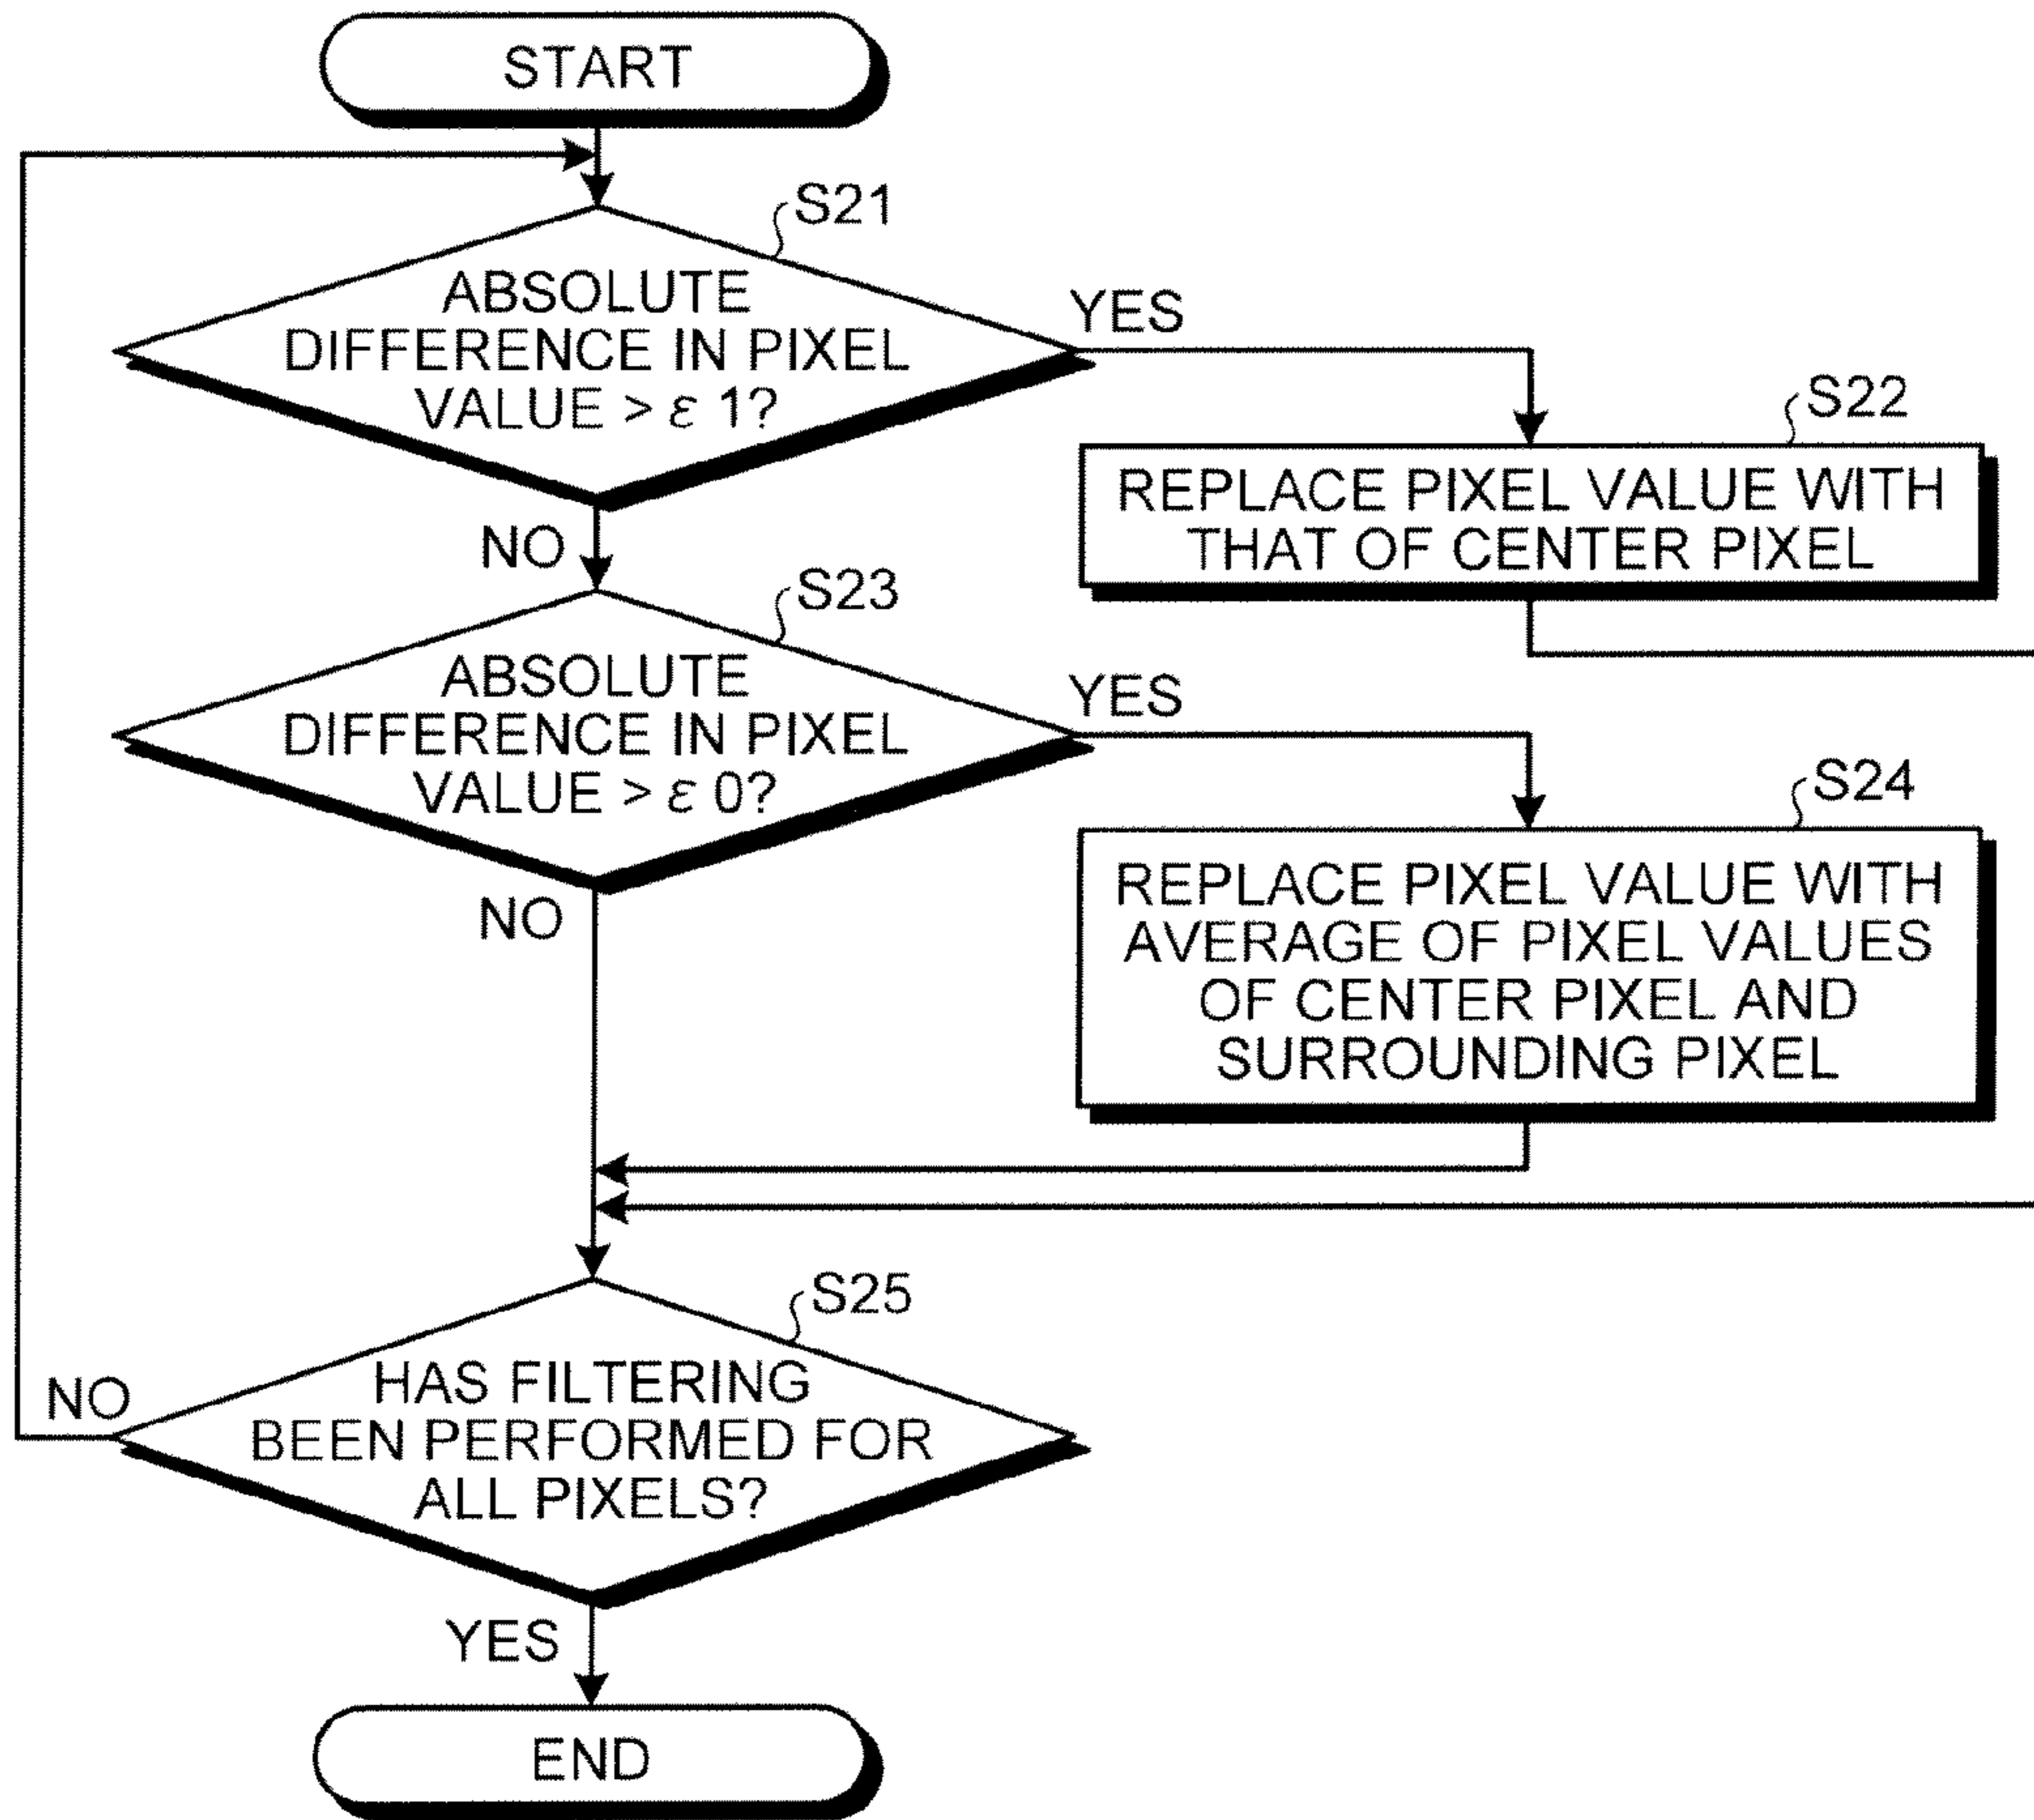 START
S21
ABSOLUTE
DIFFERENCE IN PIXEL
VALUE > ε 1?
YES
S22
REPLACE PIXEL VALUE WITH
THAT OF CENTER PIXEL
NO
S23
ABSOLUTE
DIFFERENCE IN PIXEL
VALUE > ε 0?
YES
S24
REPLACE PIXEL VALUE WITH
AVERAGE OF PIXEL VALUES
OF CENTER PIXEL AND
SURROUNDING PIXEL
NO
S25
HAS FILTERING
BEEN PERFORMED FOR
ALL PIXELS?
NO
YES
END